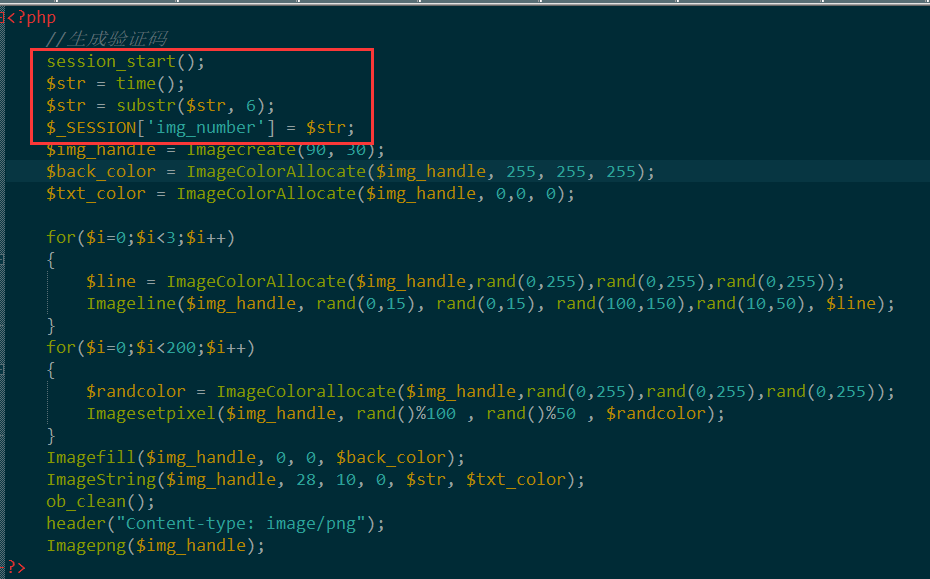 <?php
//生成验证码
session_start();
$str = time();
$str = substr($str, 6);
$_SESSION['img_number'] = $str;
$img_handle = Imagecreate(90, 30);
$back_color = ImageColorAllocate($img_handle, 255, 255, 255);
$txt_color = ImageColorAllocate($img_handle, 0,0, 0);
for($i=0;$i<3;$i++)
{
$line = ImageColorAllocate($img_handle,rand(0,255),rand(0,255),rand(0,255));
Imageline($img_handle, rand(0,15), rand(0,15), rand(100,150),rand(10,50), $line);
}
for($i=0;$i<200;$i++)
{
$randcolor = ImageColorallocate($img_handle,rand(0,255),rand(0,255),rand(0,255));
Imagesetpixel($img_handle, rand()%100 , rand()%50 , $randcolor);
}
Imagefill($img_handle, 0, 0, $back_color);
ImageString($img_handle, 28, 10, 0, $str, $txt_color);
ob_clean();
header("Content-type: image/png");
Imagepng($img_handle);
?>